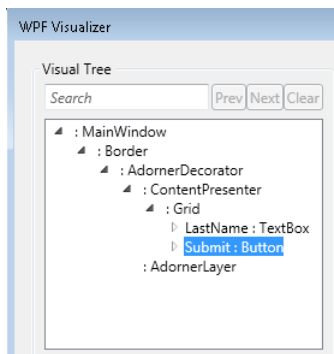 WPF Visualizer
Visual Tree
Search Prev Next Clear
: MainWindow
: Border
: AdornerDecorator
: ContentPresenter
: Grid
LastName : TextBox
Submit : Button
: AdornerLayer